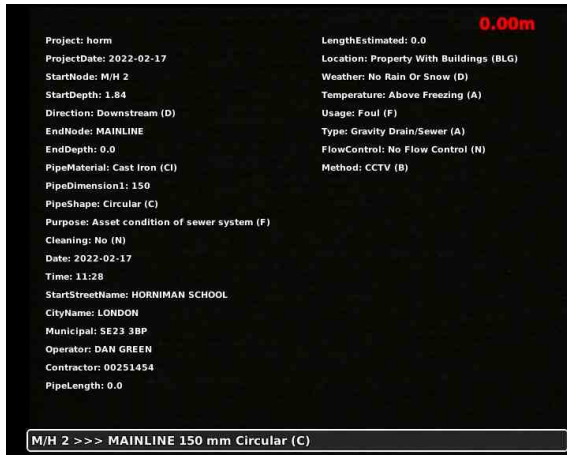 0.00m
Project: horm
ProjectDate: 2022-02-17
StartNode: M/H 2
StartDepth: 1.84
Direction: Downstream (D)
EndNode: MAINLINE
EndDepth: 0.0
PipeMaterial: Cast Iron (CI)
PipeDimension1: 150
PipeShape: Circular (C)
Purpose: Asset condition of sewer system (F)
Cleaning: No (N)
Date: 2022-02-17
Time: 11:28
StartStreetName: HORNIMAN SCHOOL
CityName: LONDON
Municipal: SE23 3BP
Operator: DAN GREEN
Contractor: 00251454
PipeLength: 0.0
LengthEstimated: 0.0
Location: Property With Buildings (BLG)
Weather: No Rain Or Snow (D)
Temperature: Above Freezing (A)
Usage: Foul (F)
Type: Gravity Drain/Sewer (A)
FlowControl: No Flow Control (N)
Method: CCTV (B)
M/H 2 >>> MAINLINE 150 mm Circular (C)